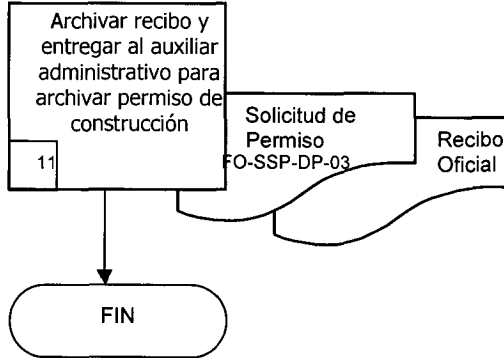 Archivar recibo y
entregar al auxiliar
administrativo para
archivar permiso de
construcción
11
Solicitud de
Permiso
FO-SSP-DP-03
Recibo
Oficial
FIN